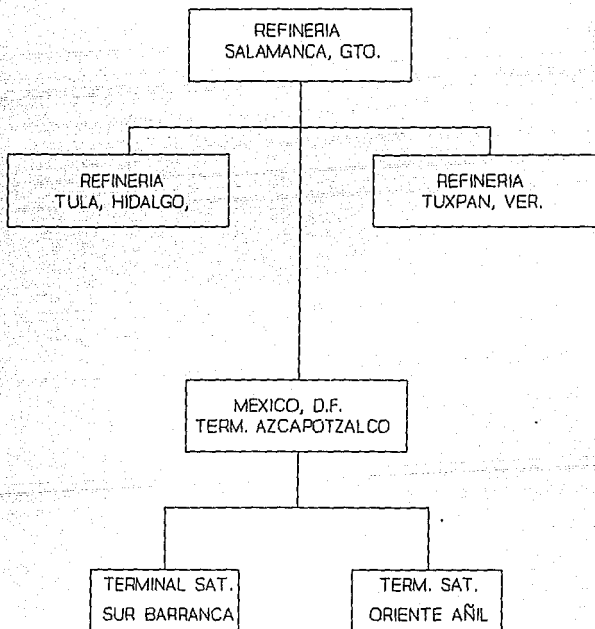 REFINERIA
SALAMANCA, GTO.
REFINERIA
TULA, HIDALGO,
REFINERIA
TUXPAN, VER.
MEXICO, D.F.
TERM. AZCAPOTZALCO
TERMINAL SAT.
SUR BARRANCA
TERM. SAT.
ORIENTE AÑIL